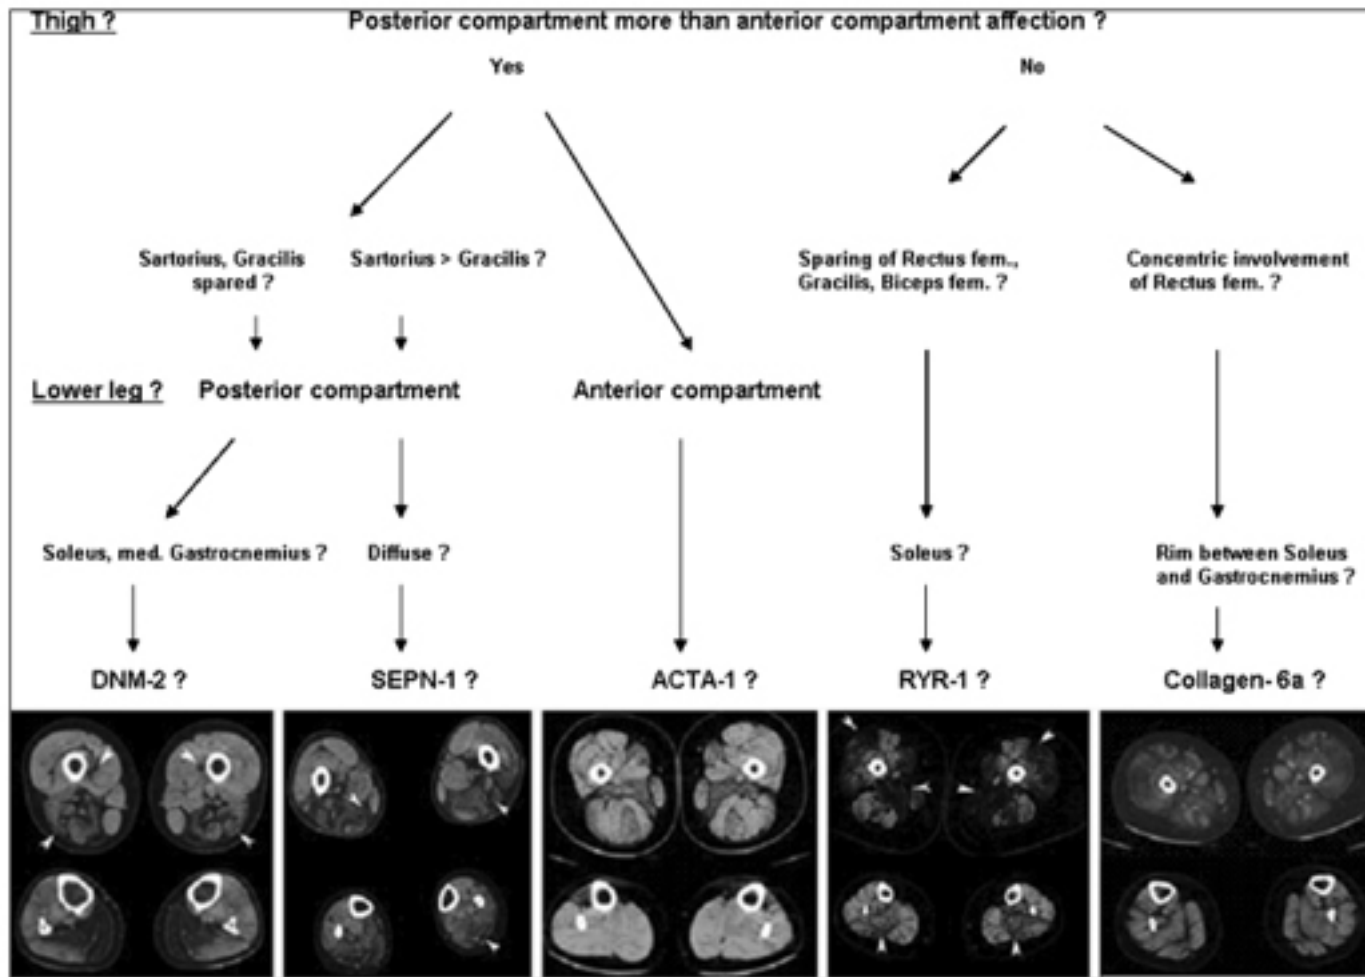 Thigh ? Posterior compartment more than anterior compartment affection ?
Yes No
Sartorius, Gracilis spared ?
Sartorius > Gracilis ?
Sparing of Rectus fem.,
Gracilis, Biceps fem. ?
Concentric involvement
of Rectus fem. ?
Lower leg ? Posterior compartment Anterior compartment
Soleus, med. Gastrocnemius ? Diffuse ? Soleus ?
Rim between Soleus
and Gastrocnemius ?
DNM-2 ? SEPN-1 ? ACTA-1 ? RYR-1 ? Collagen- 6a ?